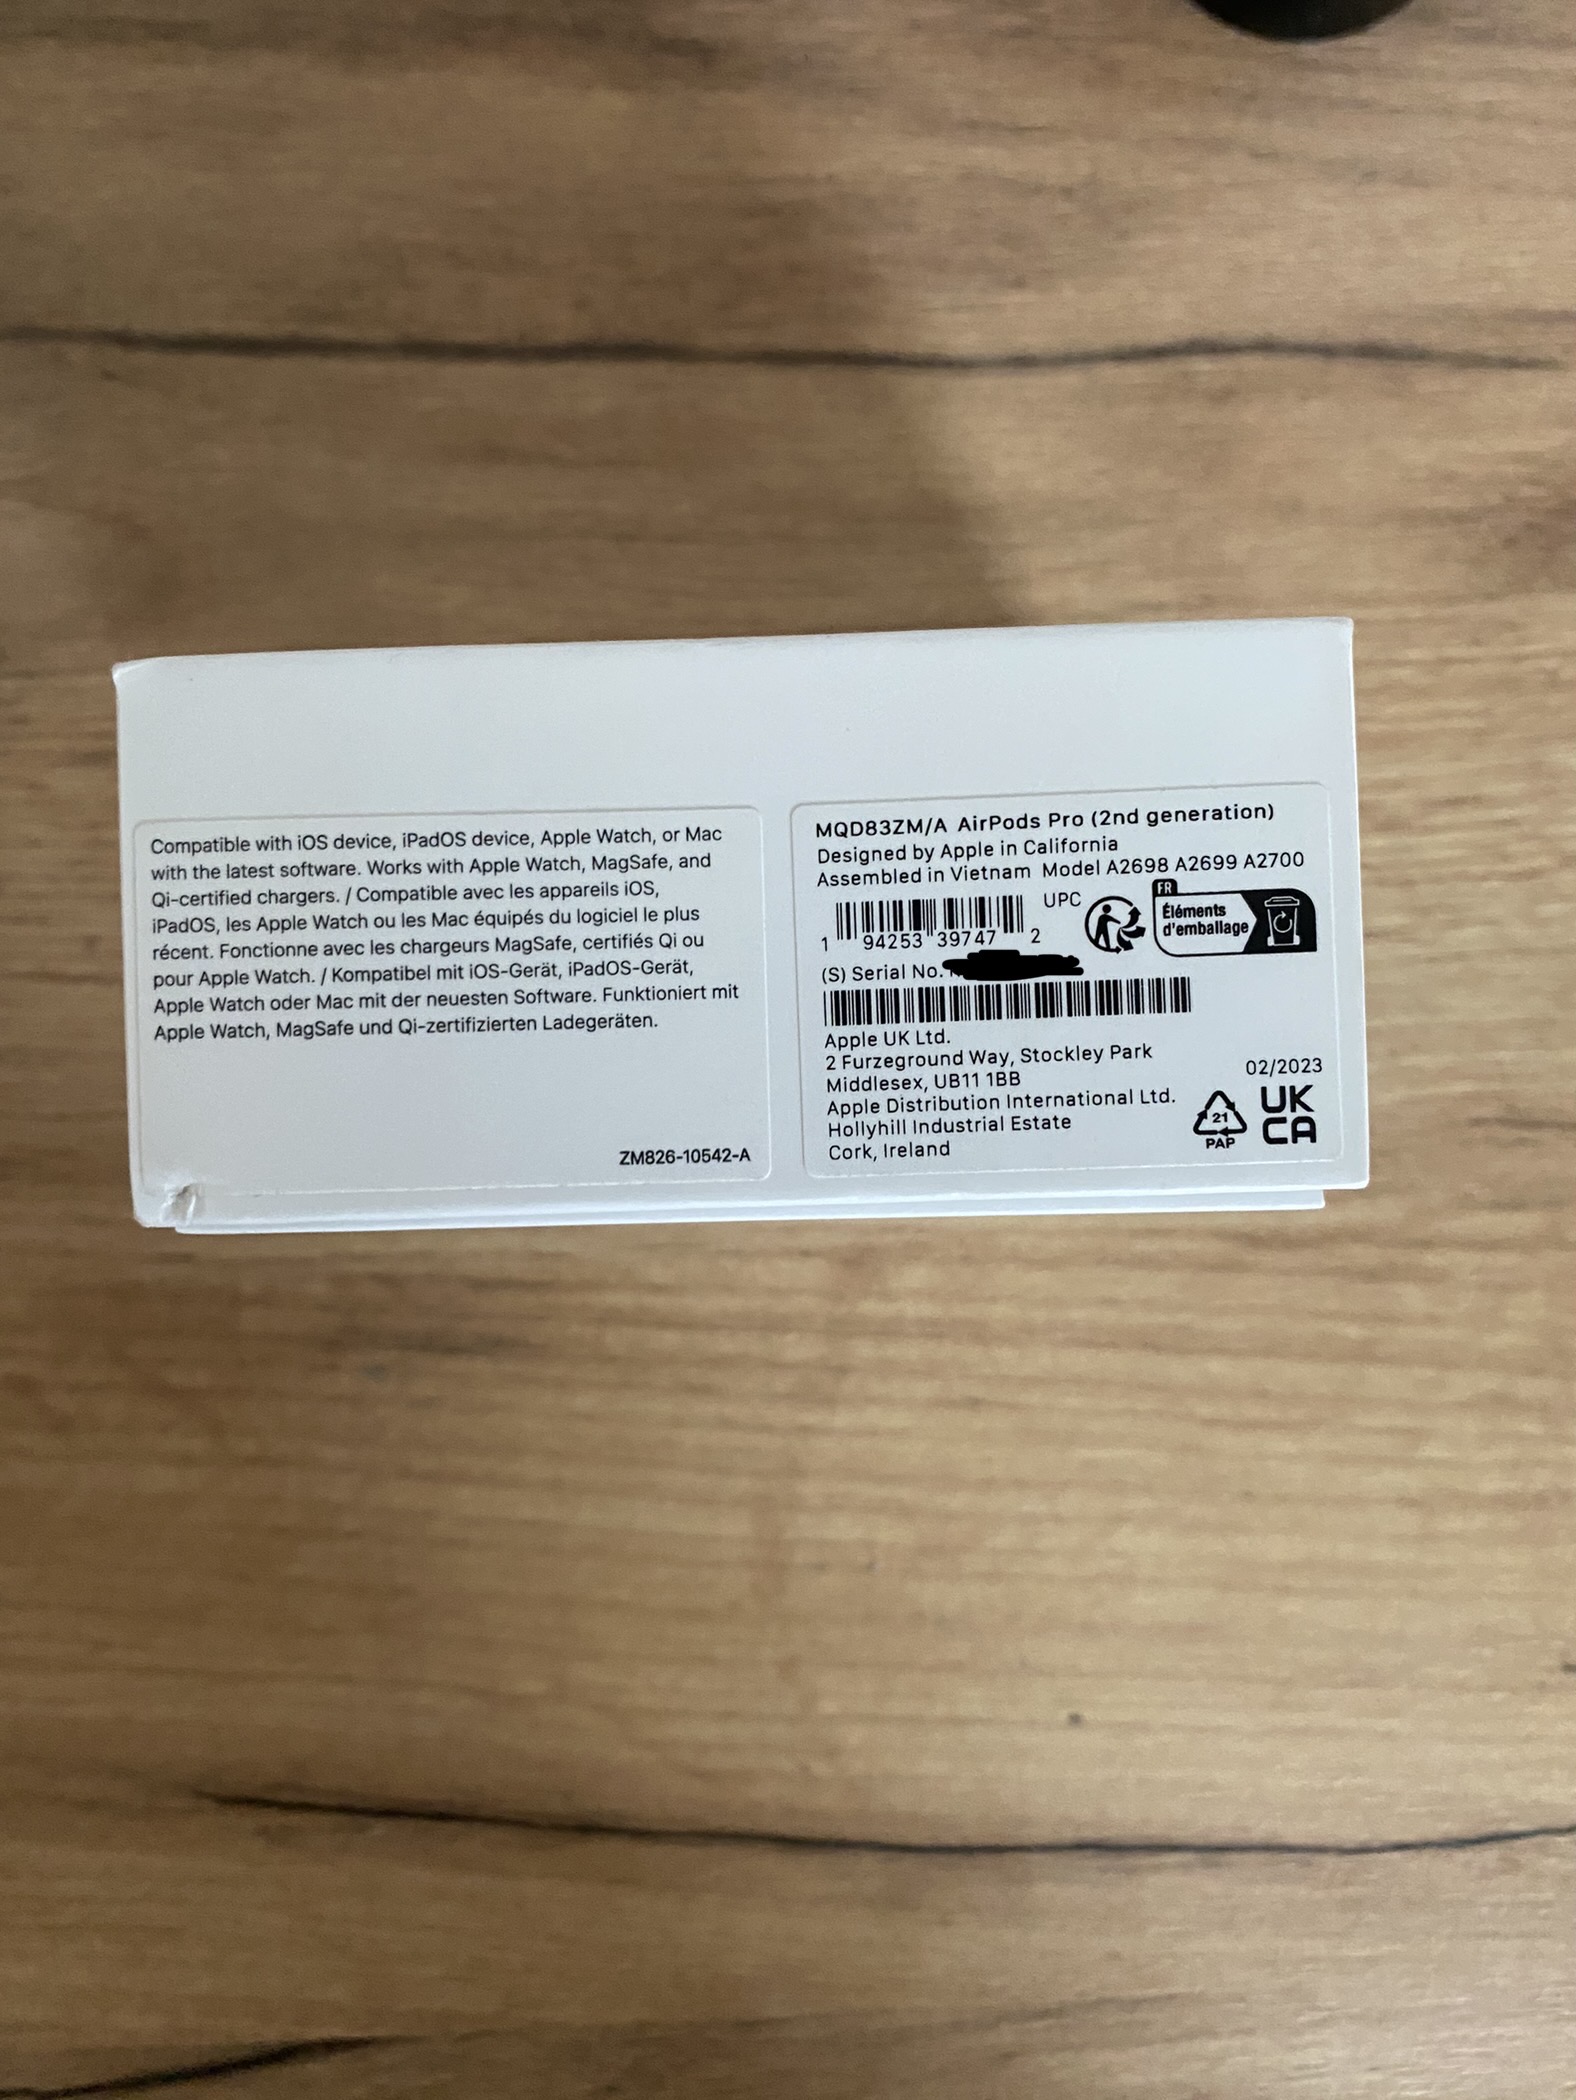 Compatible with iOS device, iPadOS device, Apple Watch, or Mac
with the latest software. Works with Apple Watch, MagSafe, and
Qi-certified chargers. / Compatible avec les appareils iOS,
iPadOS, les Apple Watch ou les Mac équipés du logiciel le plus
récent. Fonctionne avec les chargeurs MagSafe, certifiés Qi ou
pour Apple Watch. / Kompatibel mit iOS-Gerät, iPadOS-Gerät,
Apple Watch oder Mac mit der neuesten Software. Funktioniert mit
Apple Watch, MagSafe und Qi-zertifizierten Ladegeräten.
ZM826-10542-A
MQD83ZM/A AirPods Pro (2nd generation)
Designed by Apple in California
Assembled in Vietnam Model A2698 A2699 A2700
UPC
1 94253 39747 2
FR
Éléments
d'emballage
(S) Serial No.
Apple UK Ltd.
2 Furzeground Way, Stockley Park
Middlesex, UB11 1BB
Apple Distribution International Ltd.
Hollyhill Industrial Estate
Cork, Ireland
02/2023
21
PAP
UK
CA